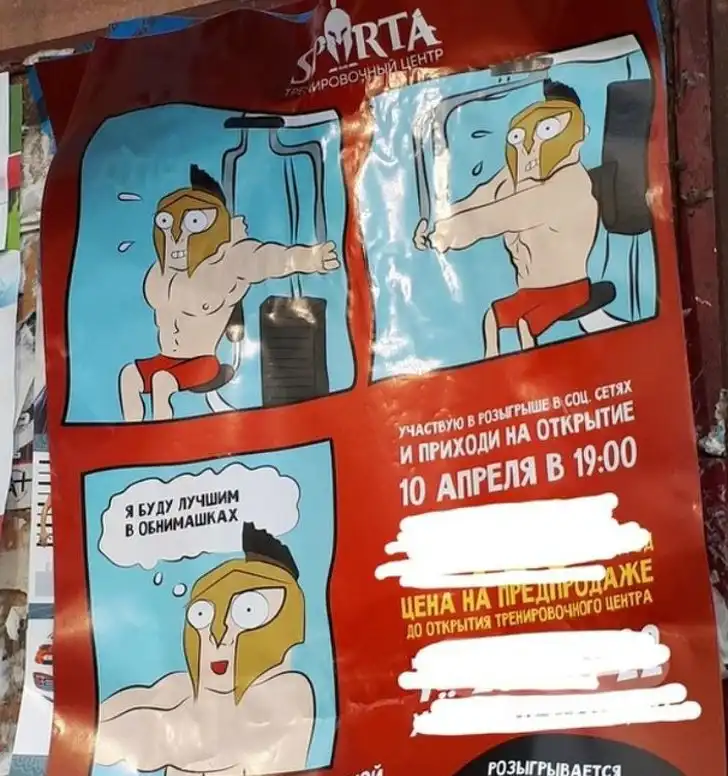 SPARTA
ТРЕНИРОВОЧНЫЙ ЦЕНТР
УЧАСТВУЮ В РОЗЫГРЫШЕ В СОЦ. СЕТЯХ
И ПРИХОДИ НА ОТКРЫТИЕ
10 АПРЕЛЯ В 19:00
Я БУДУ ЛУЧШИМ
В ОБНИМАШКАХ
ЦЕНА НА ПРЕДПРОДАЖЕ
ДО ОТКРЫТИЯ ТРЕНИРОВОЧНОГО ЦЕНТРА
РОЗЫГРЫВАЕТСЯ